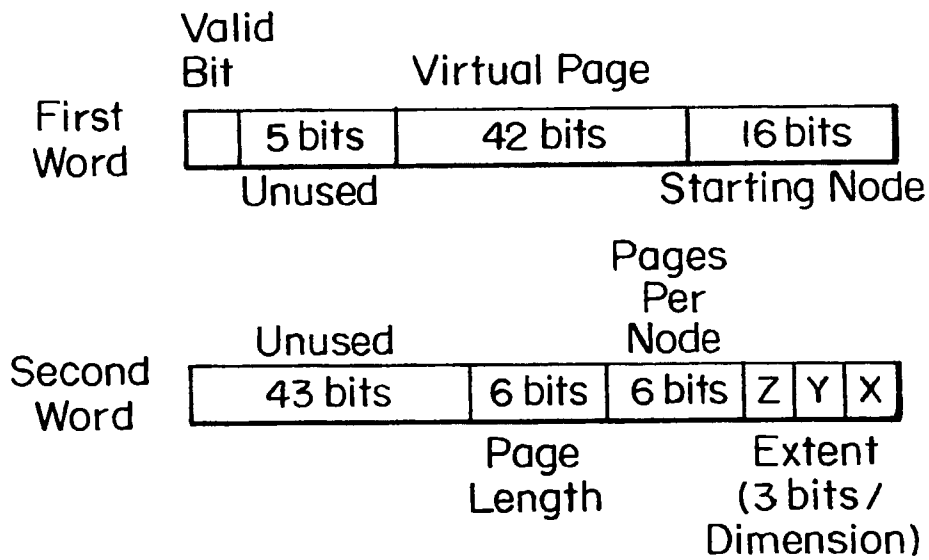 Valid
Bit
Virtual Page
First
Word
5 bits
42 bits
16 bits
Unused
Starting Node
Pages
Per
Node
Unused
Second
Word
43 bits
6 bits
6 bits
Z
Y
X
Page
Length
Extent
(3 bits /
Dimension)